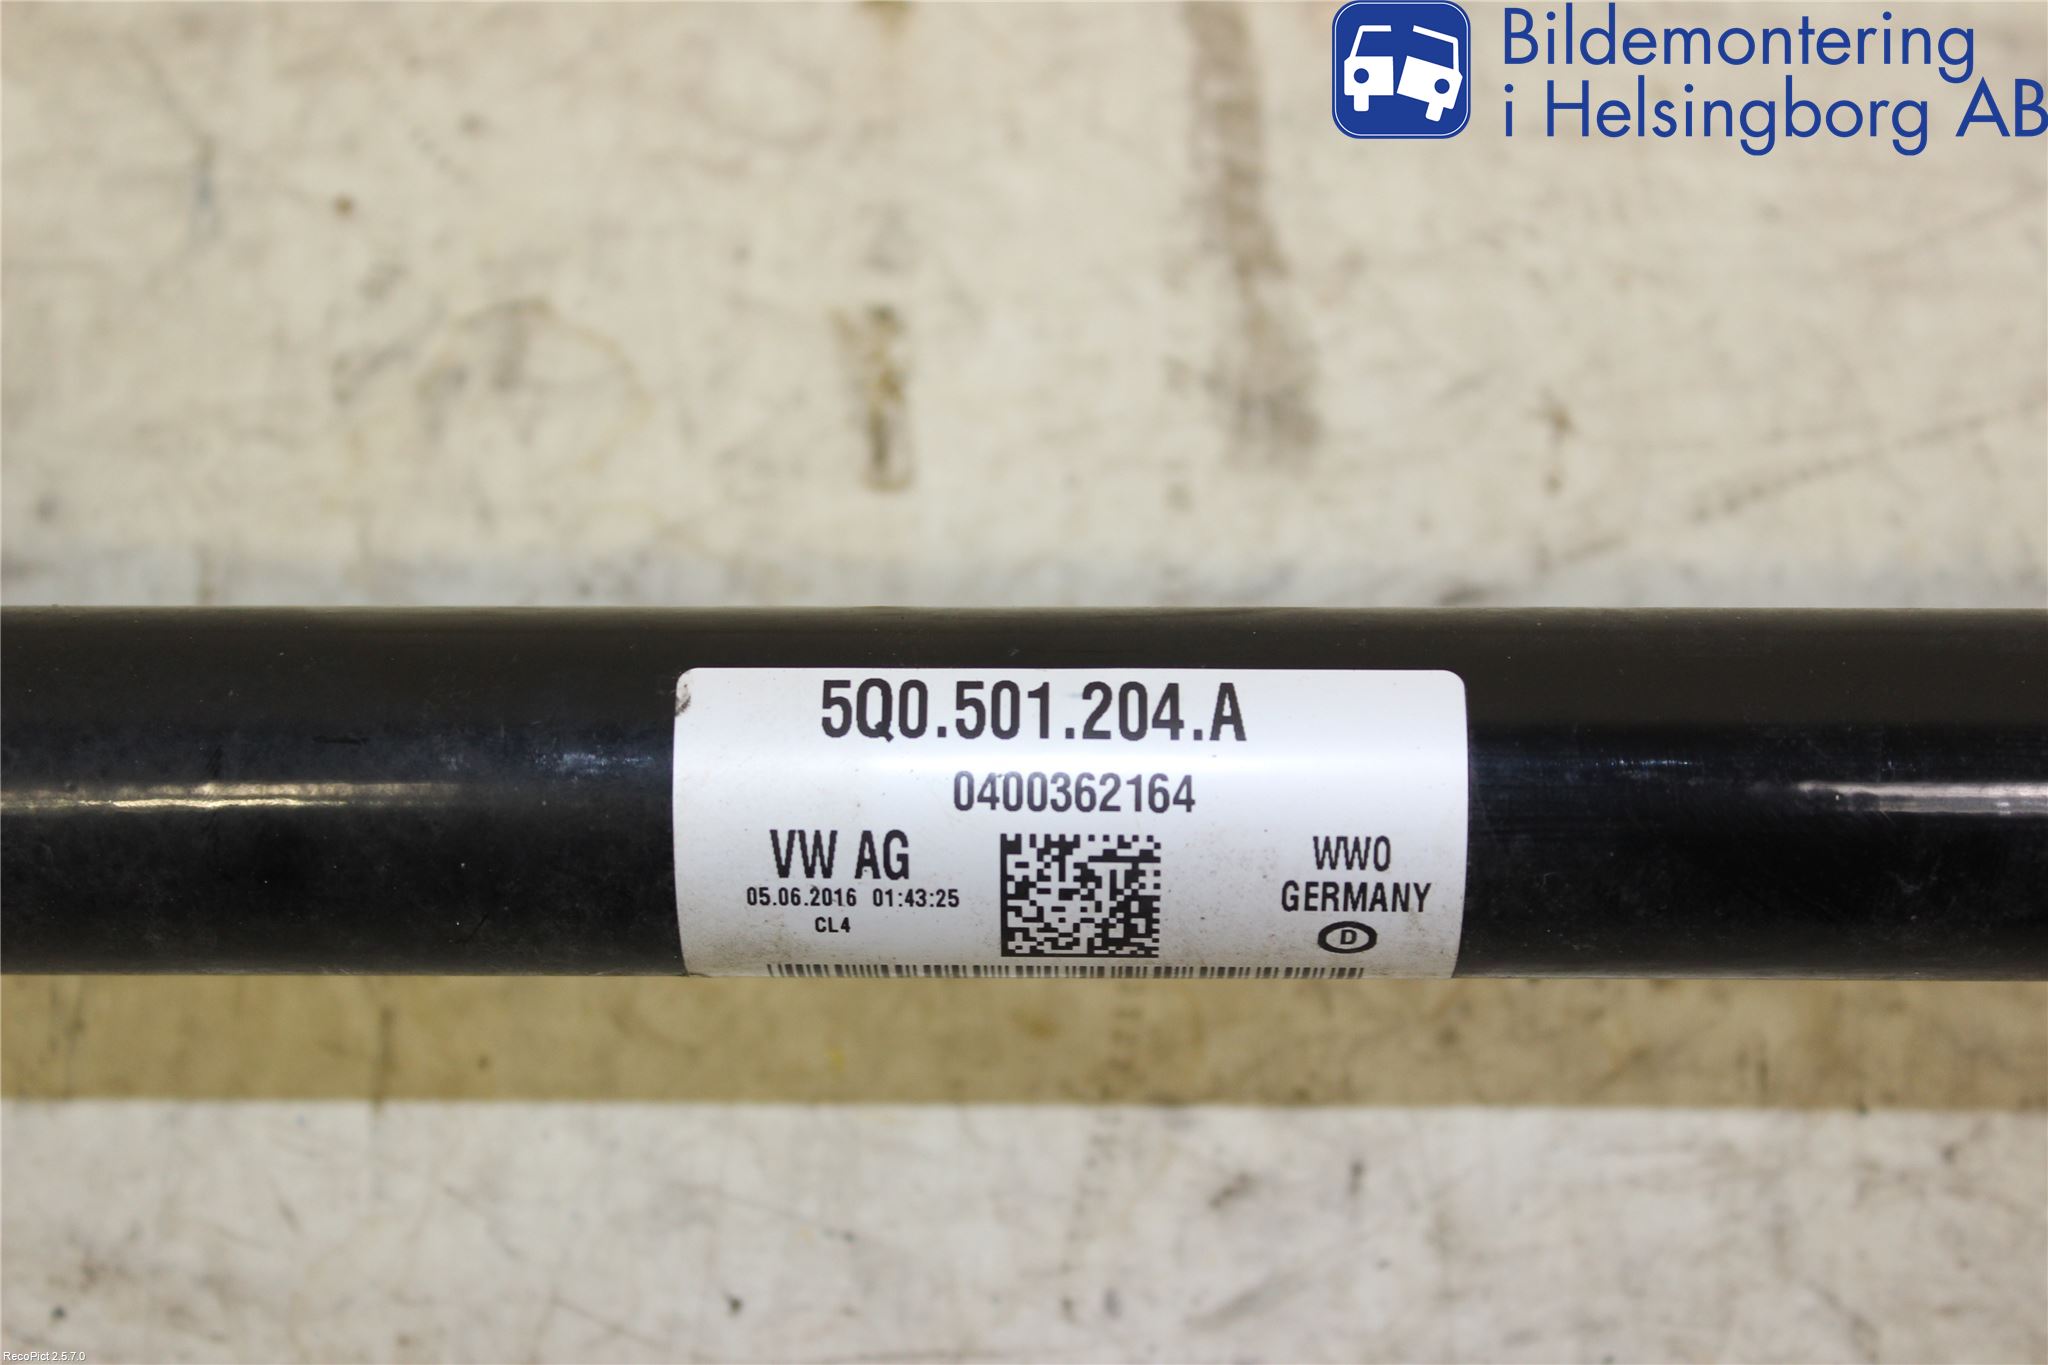 Bildemontering
i Helsingborg AB
5Q0.501.204.A
0400362164
VW AG
05.06.2016 01:43:25
CL4
WWO
GERMANY
D
RecoPict 2.5.7.0